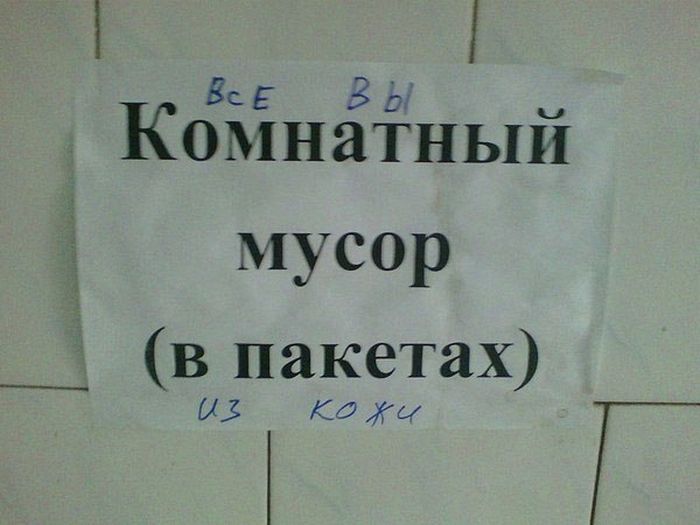 ВсЕ ВЫ
Комнатный
мусор
(в пакетах)
из кожи